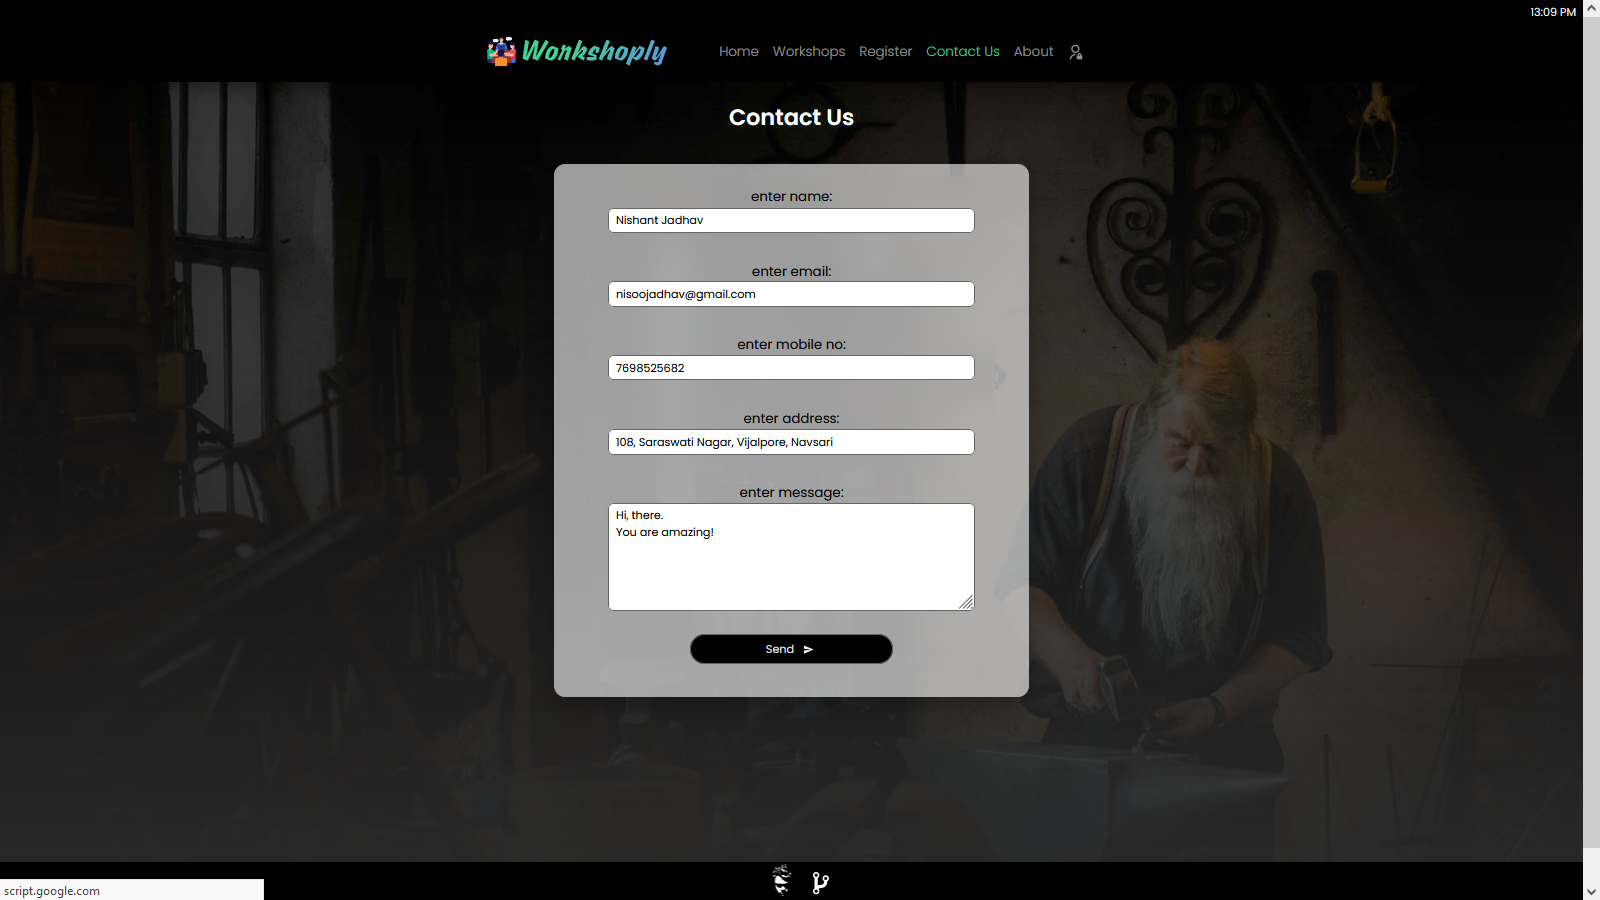 13:09 PM
Workshoply
Home Workshops Register Contact Us About
Contact Us
enter name:
Nishant Jadhav
enter email:
nisoojadhav@gmail.com
enter mobile no:
7698525682
enter address:
108, Saraswati Nagar, Vijalpore, Navsari
enter message:
Hi, there.
You are amazing!
Send
script.google.com